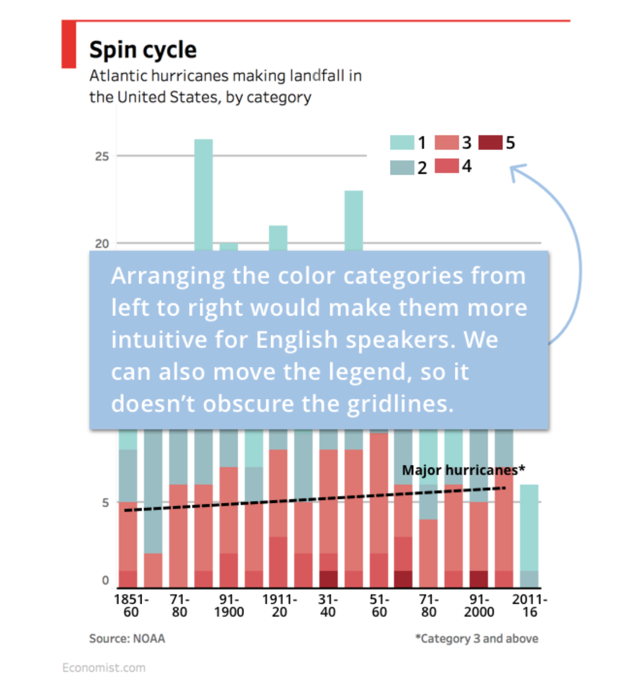 Spin cycle
Atlantic hurricanes making landfall in
the United States, by category
1 3 5
2 4
25
20
Arranging the color categories from
left to right would make them more
intuitive for English speakers. We
can also move the legend, so it
doesn’t obscure the gridlines.
Major hurricanes*
5
0
1851- 71- 91- 1911- 31- 51- 71- 91- 2011-
60 80 1900 20 40 60 80 2000 16
Source: NOAA *Category 3 and above
Economist.com